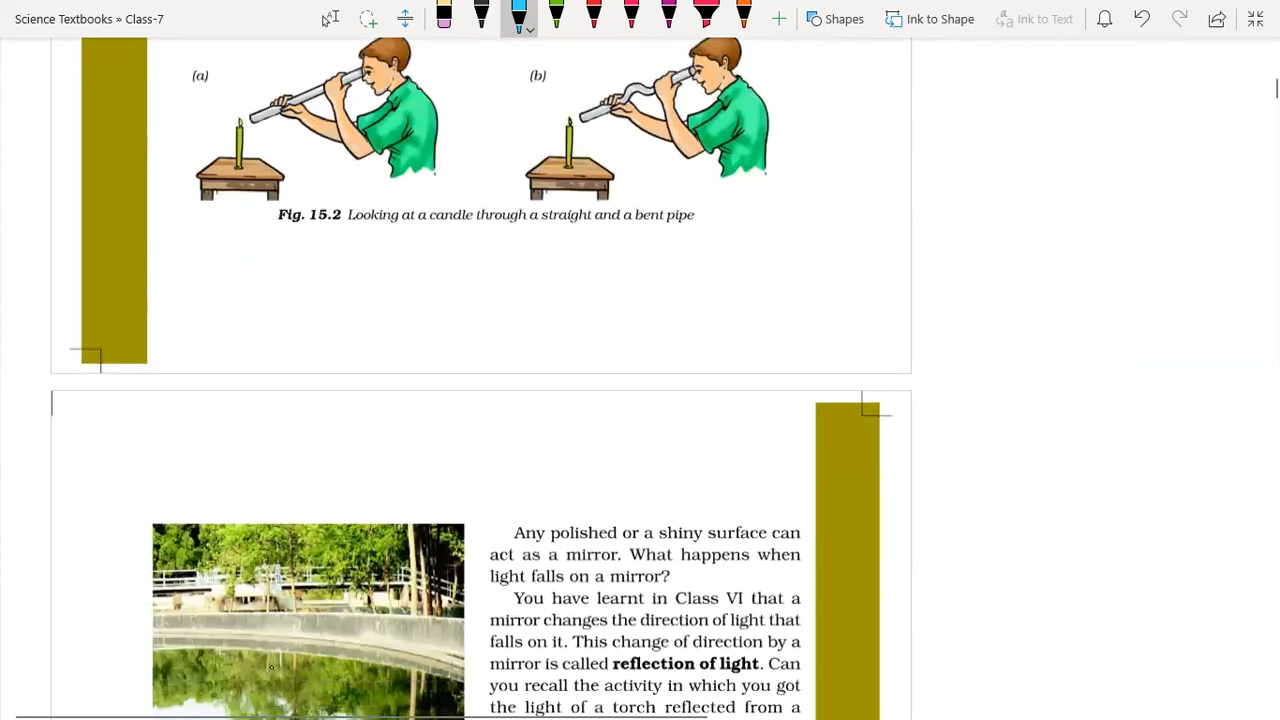 Science Textbooks » Class-7
Shapes
Ink to Shape
Ink to Text
(a)
(b)
Fig. 15.2 Looking at a candle through a straight and a bent pipe
Any polished or a shiny surface can
act as a mirror. What happens when
light falls on a mirror?
You have learnt in Class VI that a
mirror changes the direction of light that
falls on it. This change of direction by a
mirror is called reflection of light. Can
you recall the activity in which you got
the light of a torch reflected from a